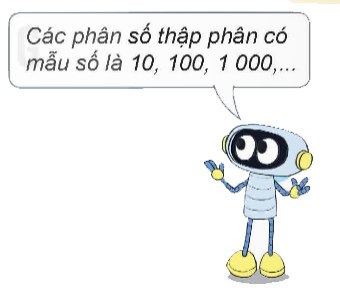 Các phân số thập phân có
mẫu số là 10, 100, 1 000,...